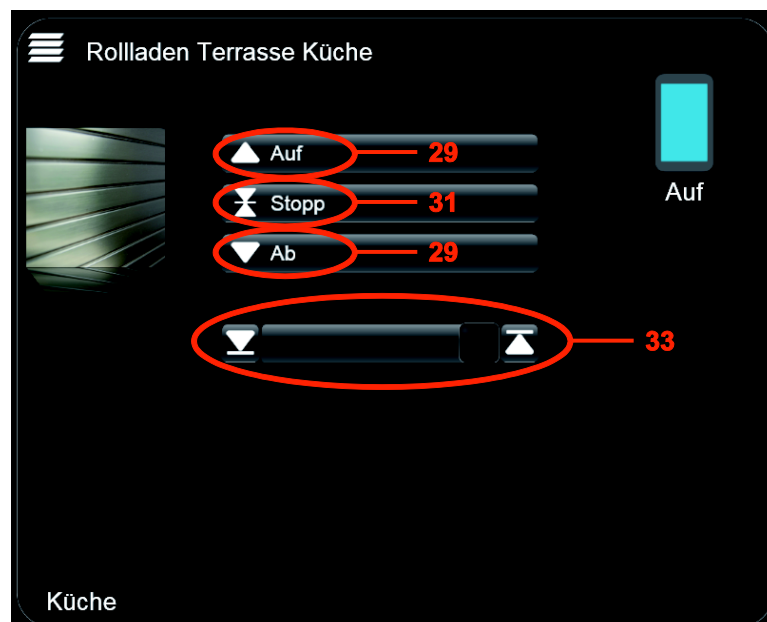 Rollladen Terrasse Küche
Auf 29
Stopp 31
Ab 29
Auf
33
Küche